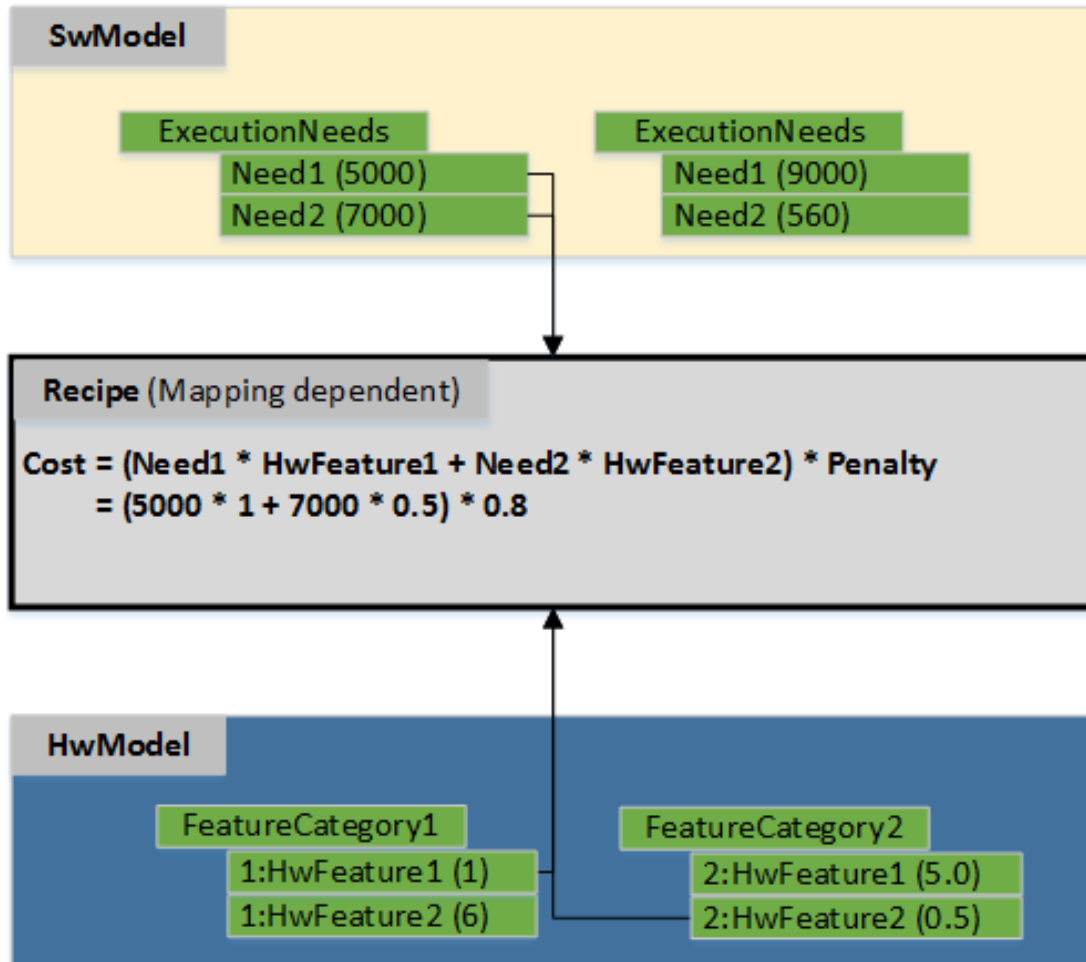 SwModel
ExecutionNeeds
Need1 (5000)
Need2 (7000)
ExecutionNeeds
Need1 (9000)
Need2 (560)
Recipe (Mapping dependent)
Cost = (Need1 * HwFeature1 + Need2 * HwFeature2) * Penalty
= (5000 * 1 + 7000 * 0.5) * 0.8
HwModel
FeatureCategory1
1:HwFeature1 (1)
1:HwFeature2 (6)
FeatureCategory2
2:HwFeature1 (5.0)
2:HwFeature2 (0.5)